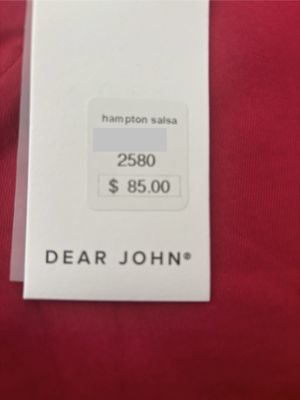 hampton salsa
2580
$ 85.00
DEAR JOHN®